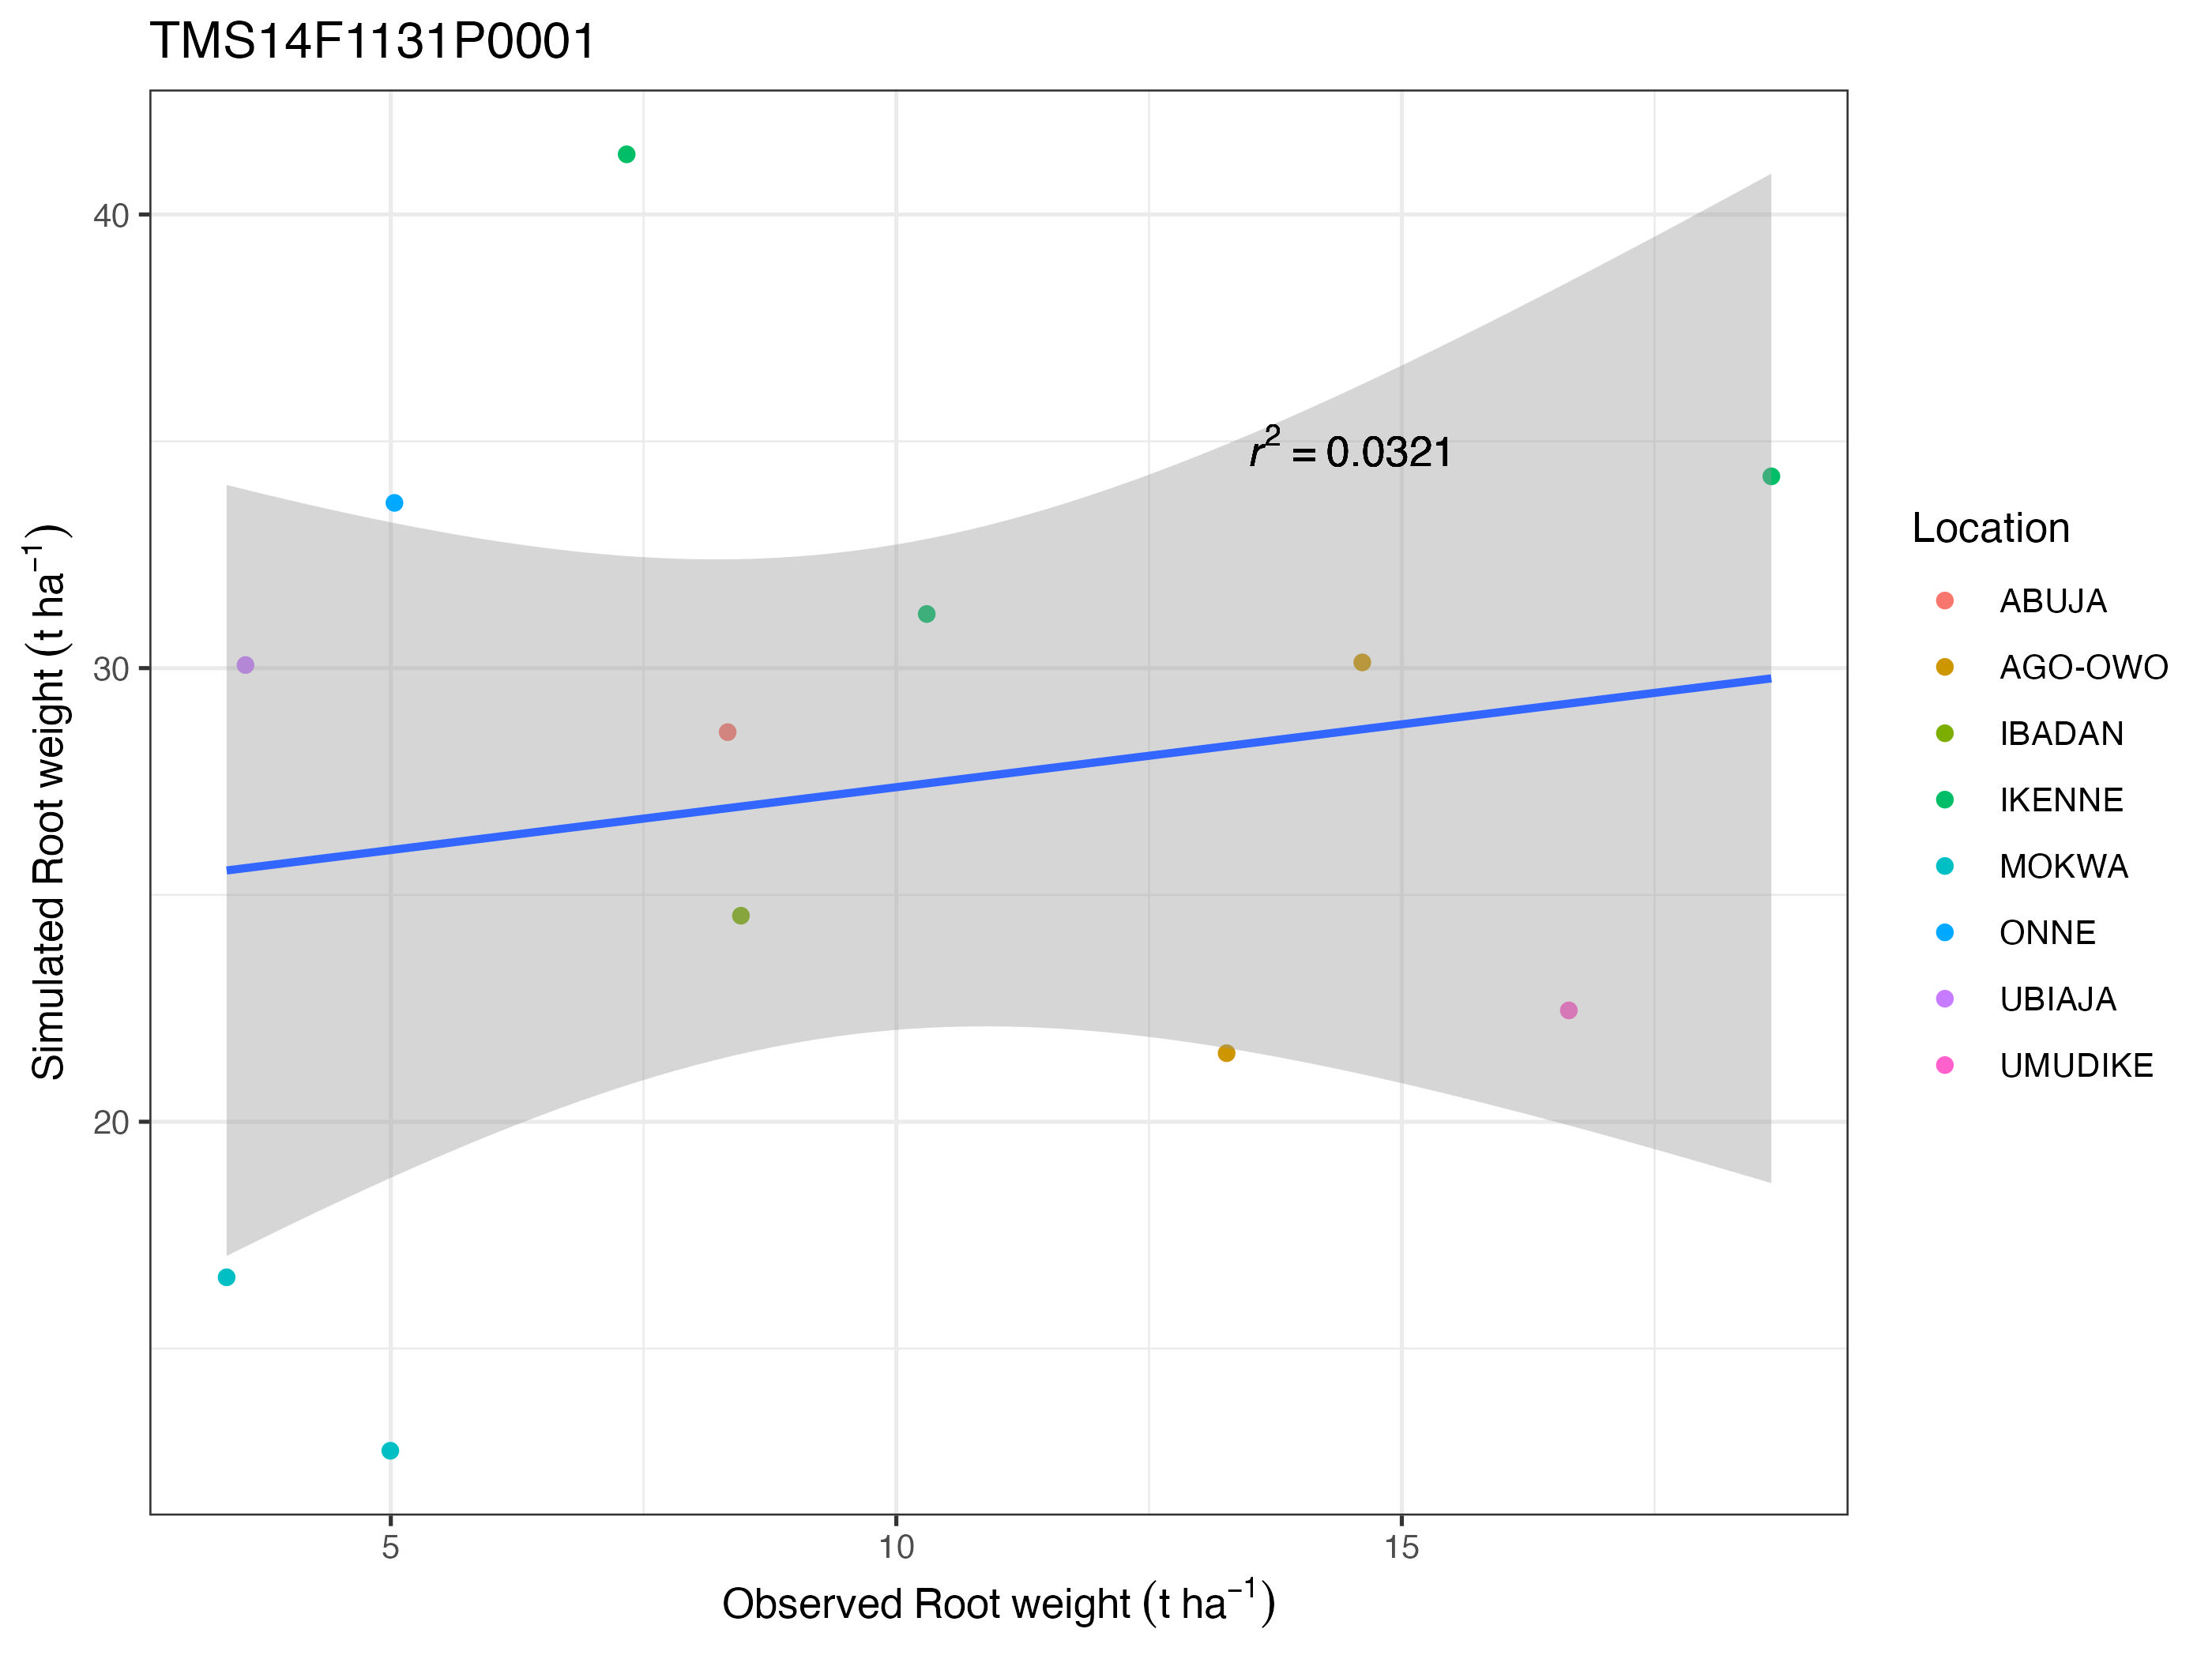 TMS14F1131P0001
Simulated Root weight (t ha⁻¹)
40
30
20
r² = 0.0321
5
10
15
Observed Root weight (t ha⁻¹)
Location
ABUJA
AGO-OWO
IBADAN
IKENNE
MOKWA
ONNE
UBIAJA
UMUDIKE